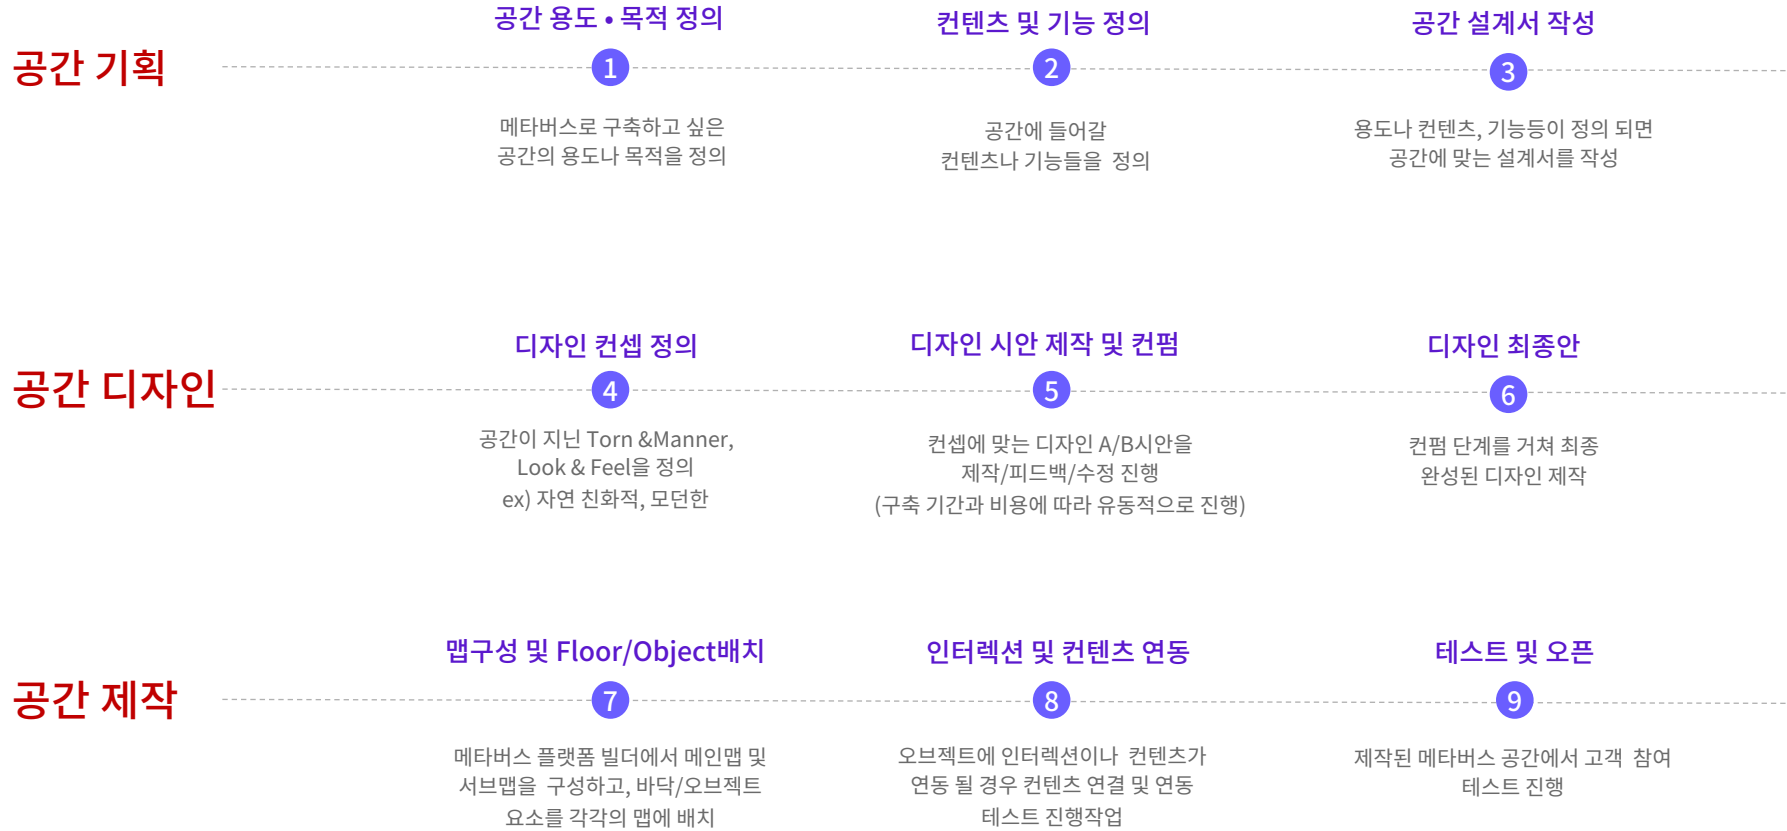 공간 기획
공간 용도 • 목적 정의
1
메타버스로 구축하고 싶은
공간의 용도나 목적을 정의
컨텐츠 및 기능 정의
2
공간에 들어갈
컨텐츠나 기능들을 정의
공간 설계서 작성
3
용도나 컨텐츠, 기능등이 정의 되면
공간에 맞는 설계서를 작성
공간 디자인
디자인 컨셉 정의
4
공간이 지닌 Torn &Manner,
Look & Feel을 정의
ex) 자연 친화적, 모던한
디자인 시안 제작 및 컨펌
5
컨셉에 맞는 디자인 A/B시안을
제작/피드백/수정 진행
(구축 기간과 비용에 따라 유동적으로 진행)
디자인 최종안
6
컨펌 단계를 거쳐 최종
완성된 디자인 제작
공간 제작
맵구성 및 Floor/Object배치
7
메타버스 플랫폼 빌더에서 메인맵 및
서브맵을 구성하고, 바닥/오브젝트
요소를 각각의 맵에 배치
인터렉션 및 컨텐츠 연동
8
오브젝트에 인터렉션이나 컨텐츠가
연동 될 경우 컨텐츠 연결 및 연동
테스트 진행작업
테스트 및 오픈
9
제작된 메타버스 공간에서 고객 참여
테스트 진행